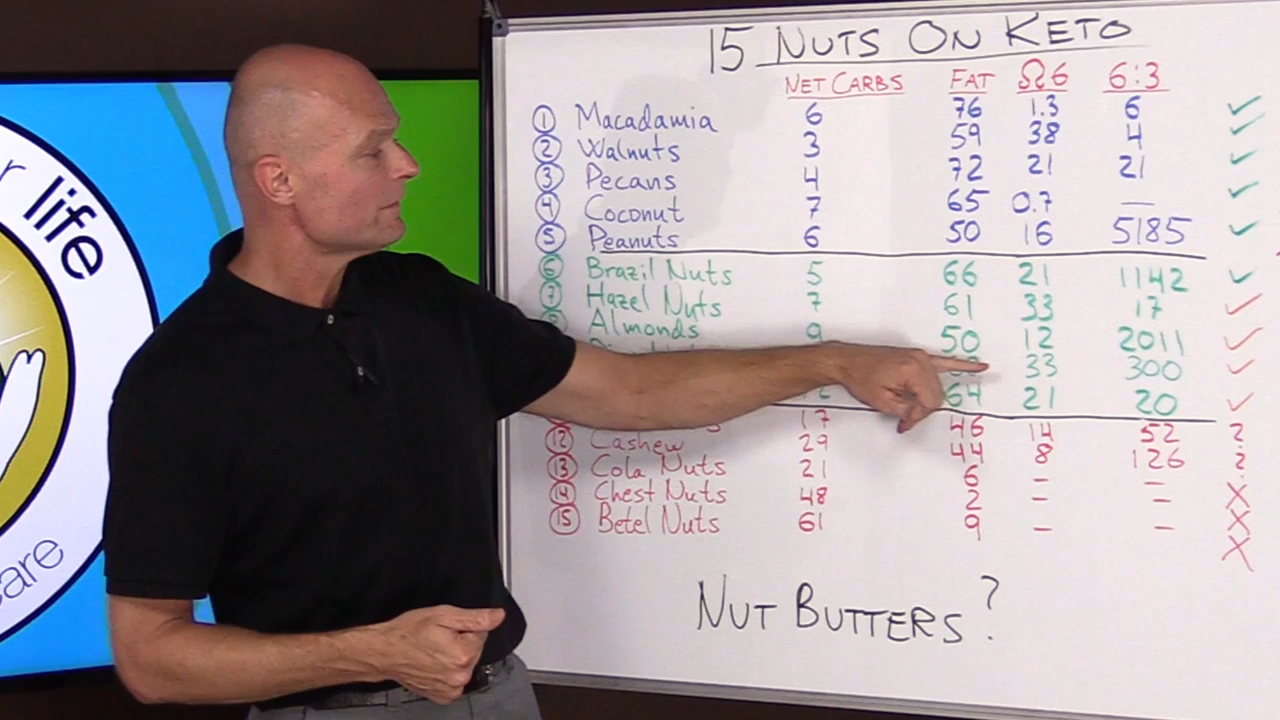 r life
care
15 NUTS ON KETO
NET CARBS FAT Ω6 6:3
1 Macadamia 6 76 1.3 6 ✓
2 Walnuts 3 59 38 4 ✓
3 Pecans 4 72 21 21 ✓
4 Coconut 7 65 0.7 — ✓
5 Peanuts 6 50 16 5185 ✓
6 Brazil Nuts 5 66 21 1142 ✓
7 Hazel Nuts 7 61 33 17 ✓
8 Almonds 9 50 12 2011 ✓
33 300 ✓
64 21 20 ✓
17 46 14 52 ?
12 Cashew 29 44 8 126 ?
13 Cola Nuts 21 6 – – X
14 Chest Nuts 48 2 – – X
15 Betel Nuts 61 9 – – X
NUT BUTTERS?